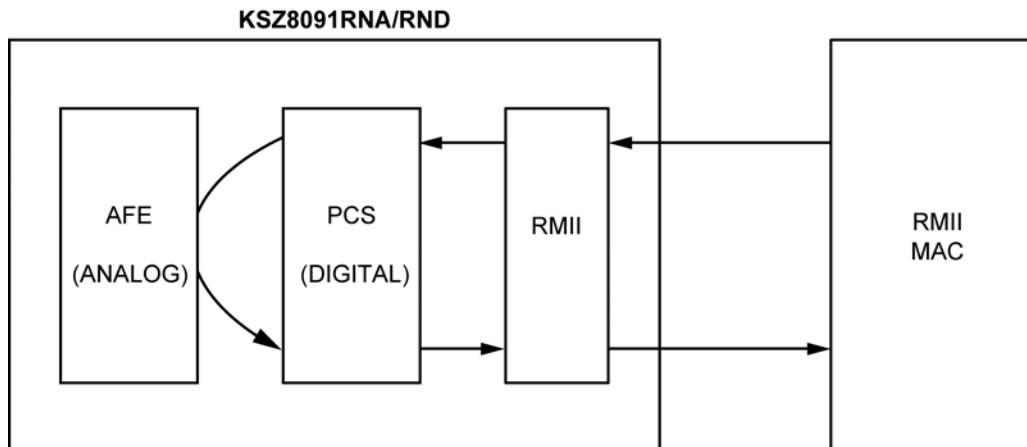 KSZ8091RNA/RND
AFE
(ANALOG)
PCS
(DIGITAL)
RMII
RMII
MAC